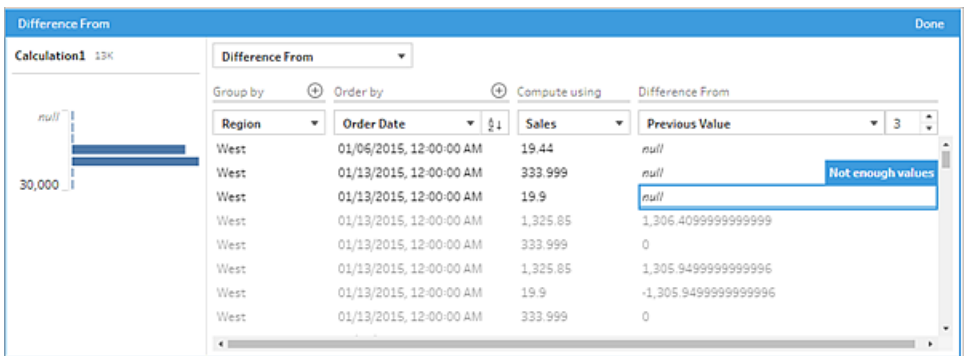 Difference From Done
Calculation1 13K
Difference From
Group by Order by Compute using Difference From
null
30,000
Region Order Date Sales Previous Value 3
West 01/06/2015, 12:00:00 AM 19.44 null
West 01/13/2015, 12:00:00 AM 333.999 null Not enough values
West 01/13/2015, 12:00:00 AM 19.9 null
West 01/13/2015, 12:00:00 AM 1,325.85 1,306.4099999999999
West 01/13/2015, 12:00:00 AM 333.999 0
West 01/13/2015, 12:00:00 AM 1,325.85 1,305.9499999999996
West 01/13/2015, 12:00:00 AM 19.9 -1,305.9499999999996
West 01/13/2015, 12:00:00 AM 333.999 0